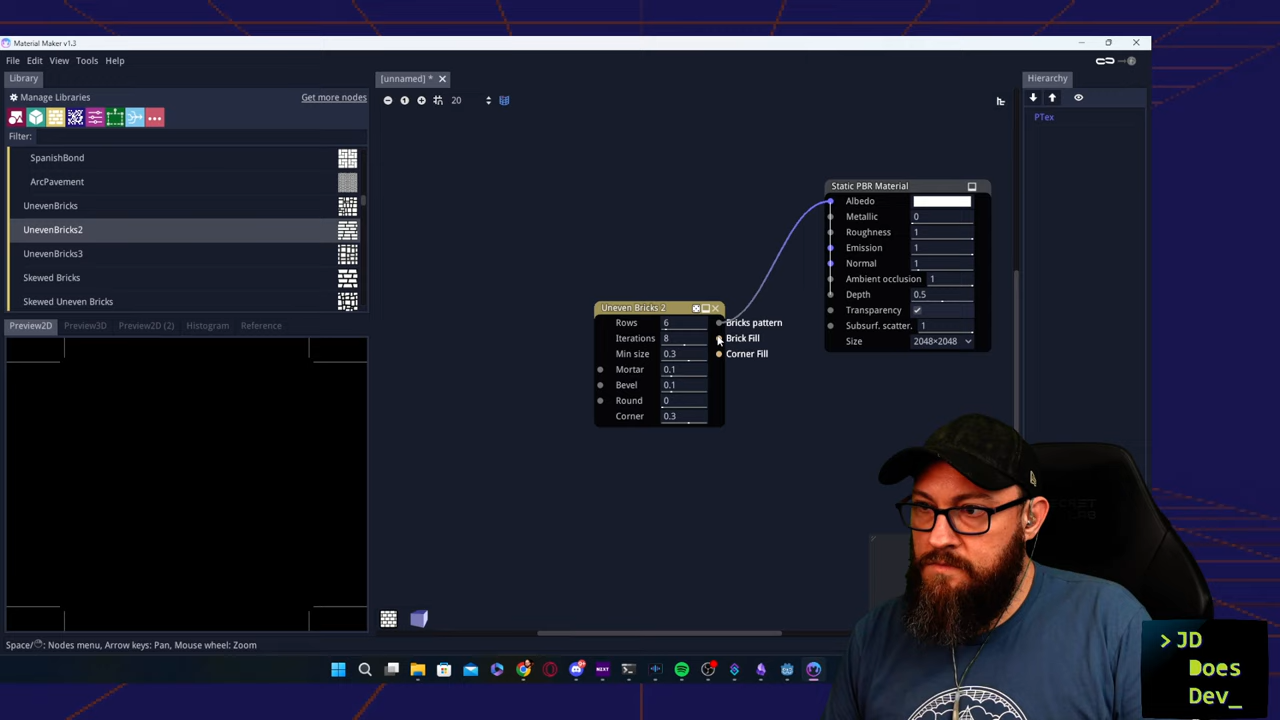 Material Maker v1.3
File Edit View Tools Help
Library
[unnamed] *
Hierarchy
Manage Libraries
Get more nodes
20
PTex
Filter:
SpanishBond
ArcPavement
UnevenBricks
UnevenBricks2
UnevenBricks3
Skewed Bricks
Skewed Uneven Bricks
Static PBR Material
Albedo
Metallic 0
Roughness 1
Emission 1
Normal 1
Ambient occlusion 1
Depth 0.5
Transparency
Subsurf. scatter. 1
Size 2048×2048
Uneven Bricks 2
Rows 6 Bricks pattern
Iterations 8 Brick Fill
Min size 0.3 Corner Fill
Mortar 0.1
Bevel 0.1
Round 0
Corner 0.3
Preview2D Preview3D Preview2D (2) Histogram Reference
Space/ : Nodes menu, Arrow keys: Pan, Mouse wheel: Zoom
> JD
Does
Dev_